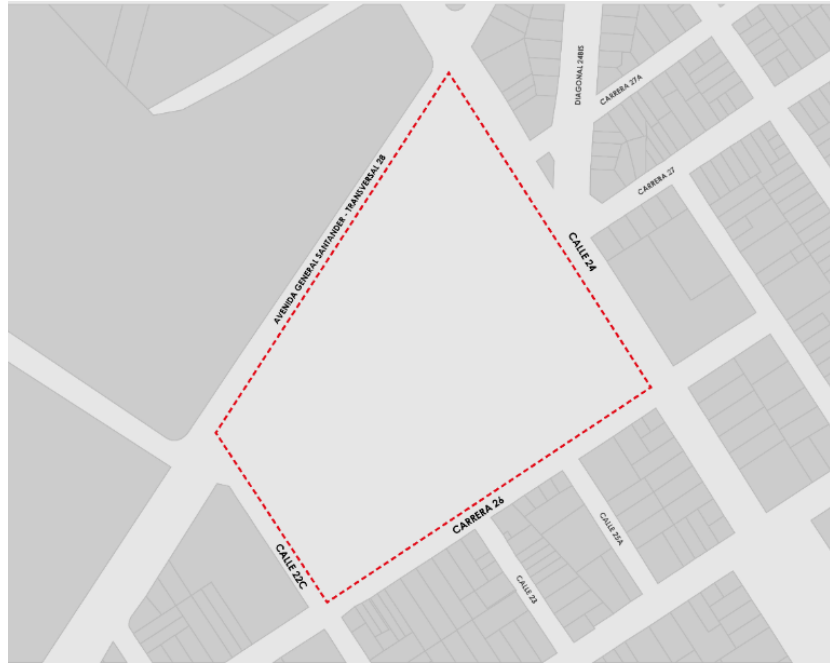 DIAGONAL 24BIS
CARRERA 27A
CARRERA 27
AVENIDA GENERAL SANTANDER - TRANSVERSAL 28
CALLE 24
CARRERA 26
CALLE 25A
CALLE 22C
CALLE 23